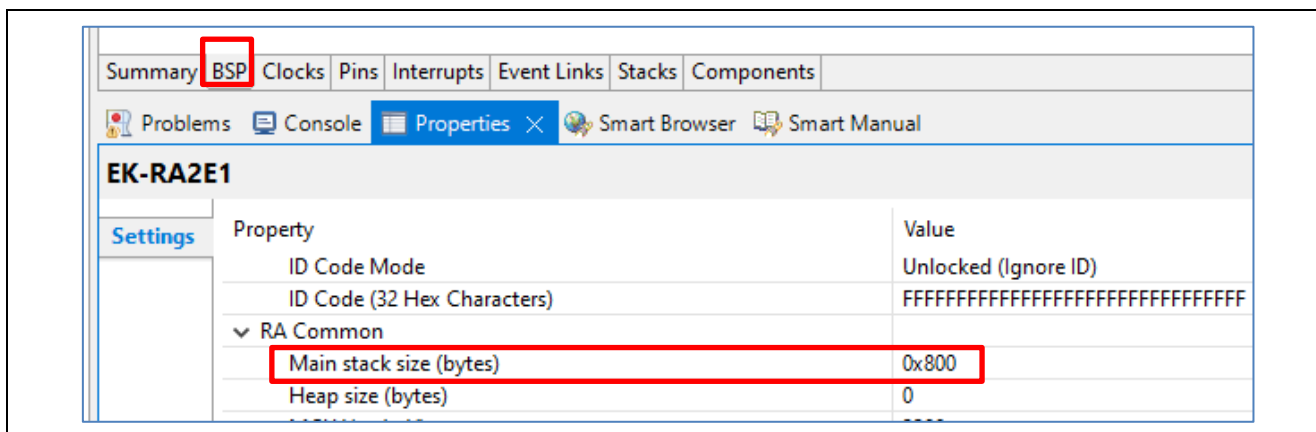 Summary BSP Clocks Pins Interrupts Event Links Stacks Components
Problems Console Properties Smart Browser Smart Manual
EK-RA2E1
Settings Property Value
ID Code Mode Unlocked (Ignore ID)
ID Code (32 Hex Characters) FFFFFFFFFFFFFFFFFFFFFFFFFFFFFFFF
RA Common
Main stack size (bytes) 0x800
Heap size (bytes) 0